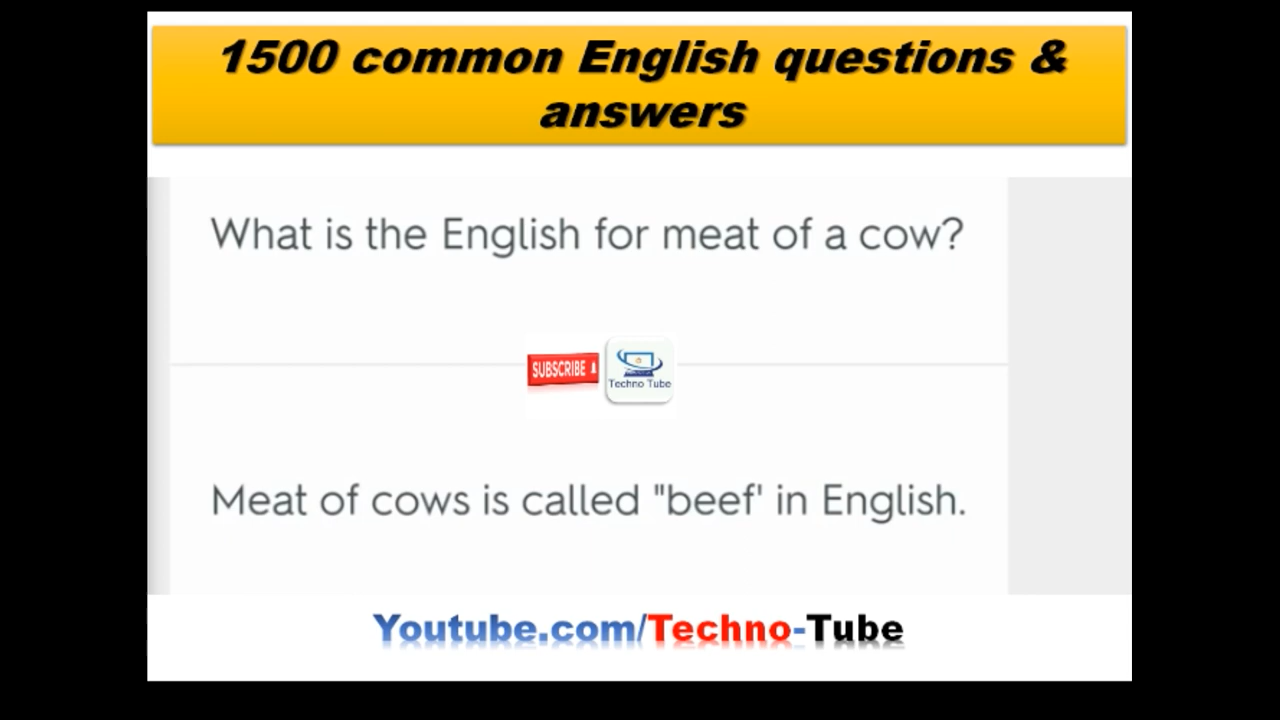 1500 common English questions &
answers
What is the English for meat of a cow?
SUBSCRIBE
Techno Tube
Meat of cows is called "beef' in English.
Youtube.com/Techno-Tube